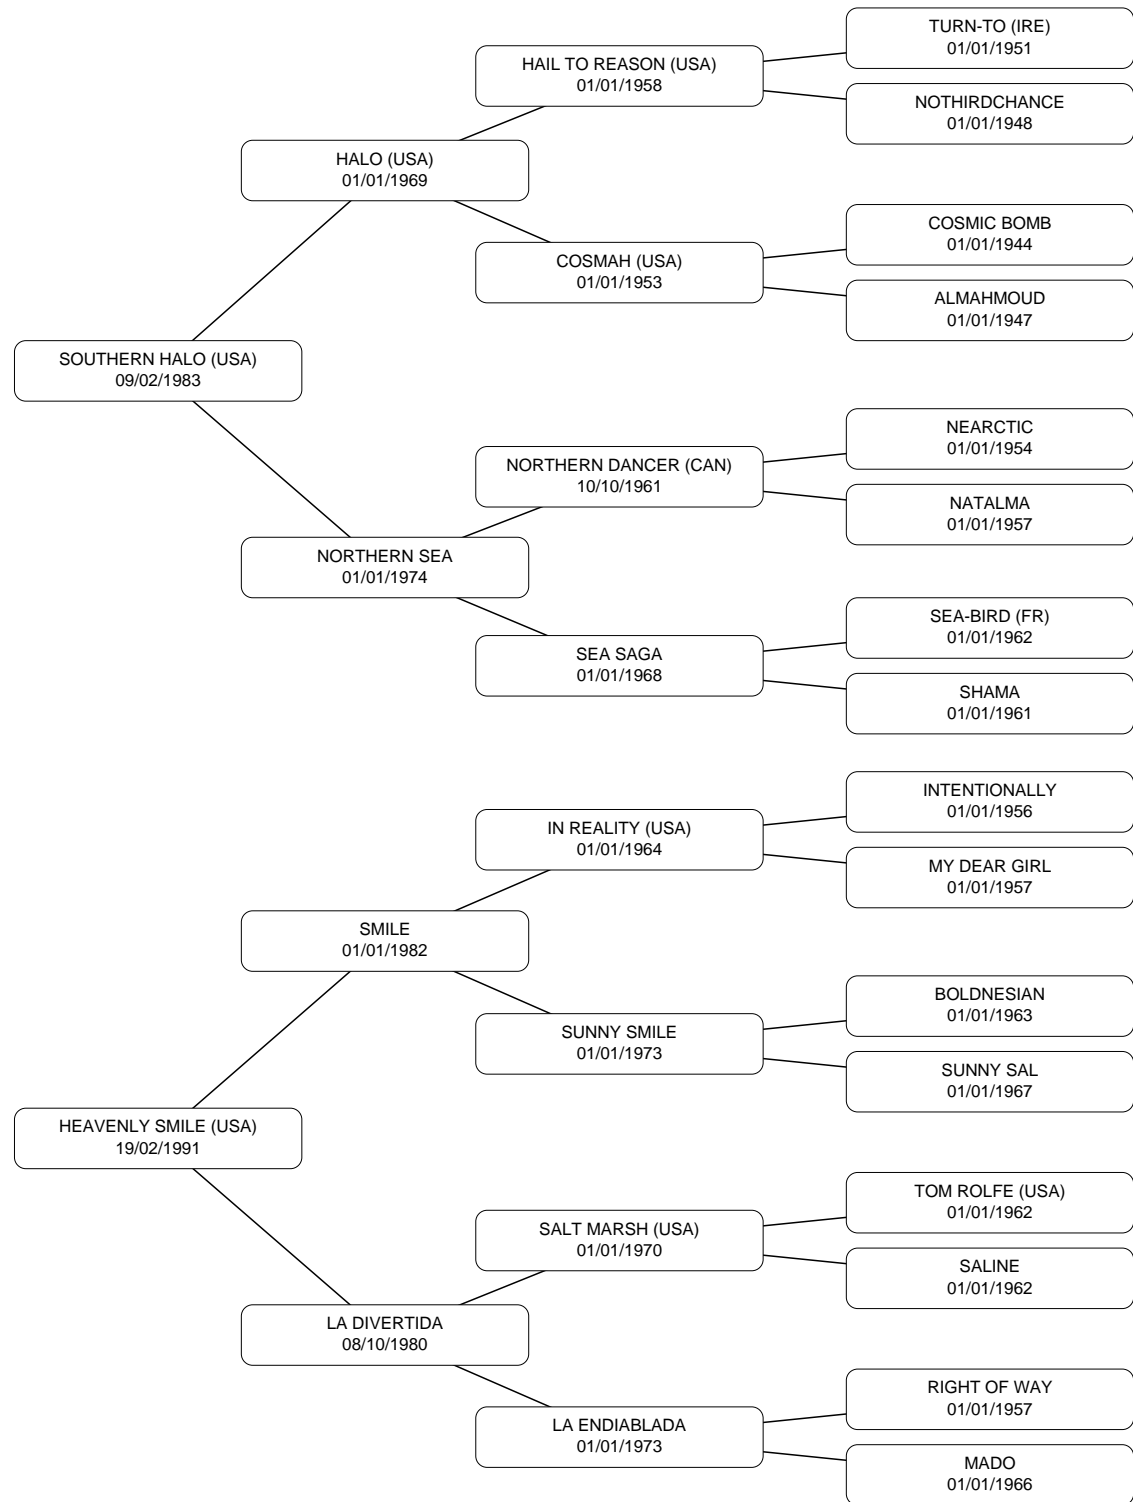 TURN-TO (IRE)
01/01/1951
HAIL TO REASON (USA)
01/01/1958
NOTHIRDCHANCE
01/01/1948
HALO (USA)
01/01/1969
COSMIC BOMB
01/01/1944
COSMAH (USA)
01/01/1953
ALMAHMOUD
01/01/1947
SOUTHERN HALO (USA)
09/02/1983
NEARCTIC
01/01/1954
NORTHERN DANCER (CAN)
10/10/1961
NATALMA
01/01/1957
NORTHERN SEA
01/01/1974
SEA-BIRD (FR)
01/01/1962
SEA SAGA
01/01/1968
SHAMA
01/01/1961
INTENTIONALLY
01/01/1956
IN REALITY (USA)
01/01/1964
MY DEAR GIRL
01/01/1957
SMILE
01/01/1982
BOLDNESIAN
01/01/1963
SUNNY SMILE
01/01/1973
SUNNY SAL
01/01/1967
HEAVENLY SMILE (USA)
19/02/1991
TOM ROLFE (USA)
01/01/1962
SALT MARSH (USA)
01/01/1970
SALINE
01/01/1962
LA DIVERTIDA
08/10/1980
RIGHT OF WAY
01/01/1957
LA ENDIABLADA
01/01/1973
MADO
01/01/1966